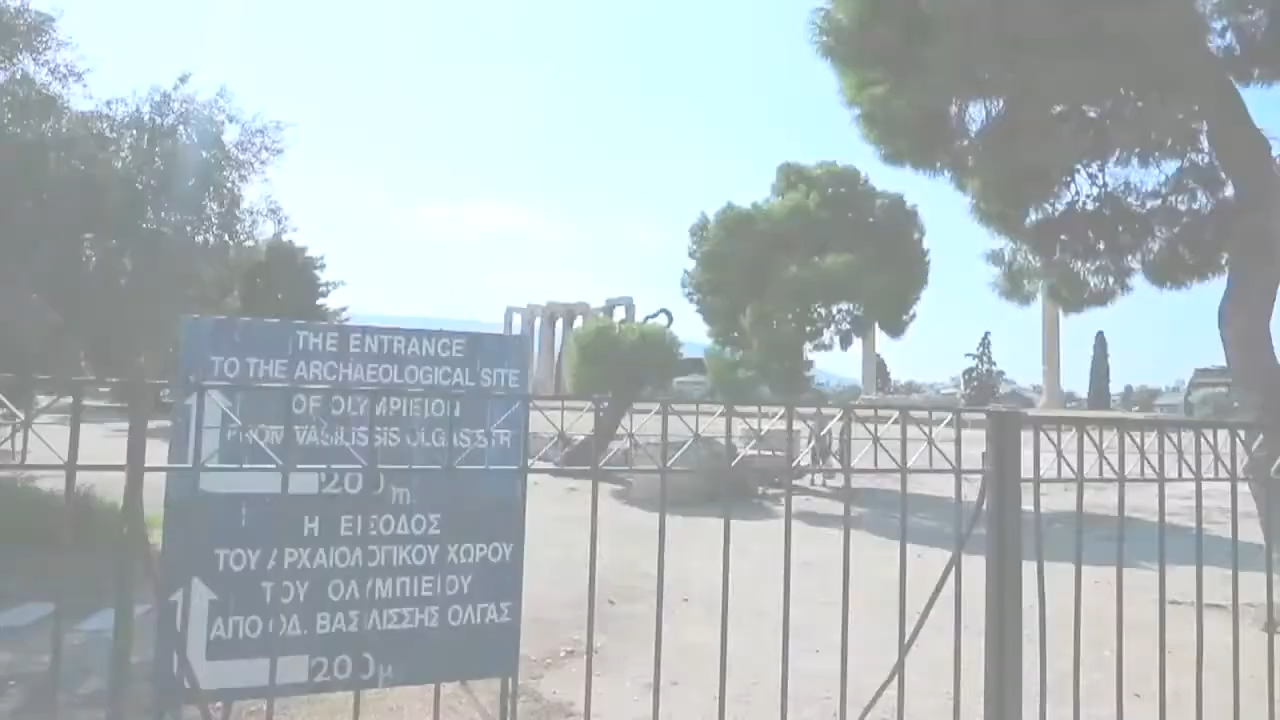 THE ENTRANCE
TO THE ARCHAEOLOGICAL SITE
OF OLYMPIEION
FROM VASILISSIS OLGAS STR
200 m
Η ΕΙΣΟΔΟΣ
ΤΟΥ ΑΡΧΑΙΟΛΟΓΙΚΟΥ ΧΩΡΟΥ
ΤΟΥ ΟΛΥΜΠΙΕΙΟΥ
ΑΠΟ ΟΔ. ΒΑΣΙΛΙΣΣΗΣ ΟΛΓΑΣ
200μ